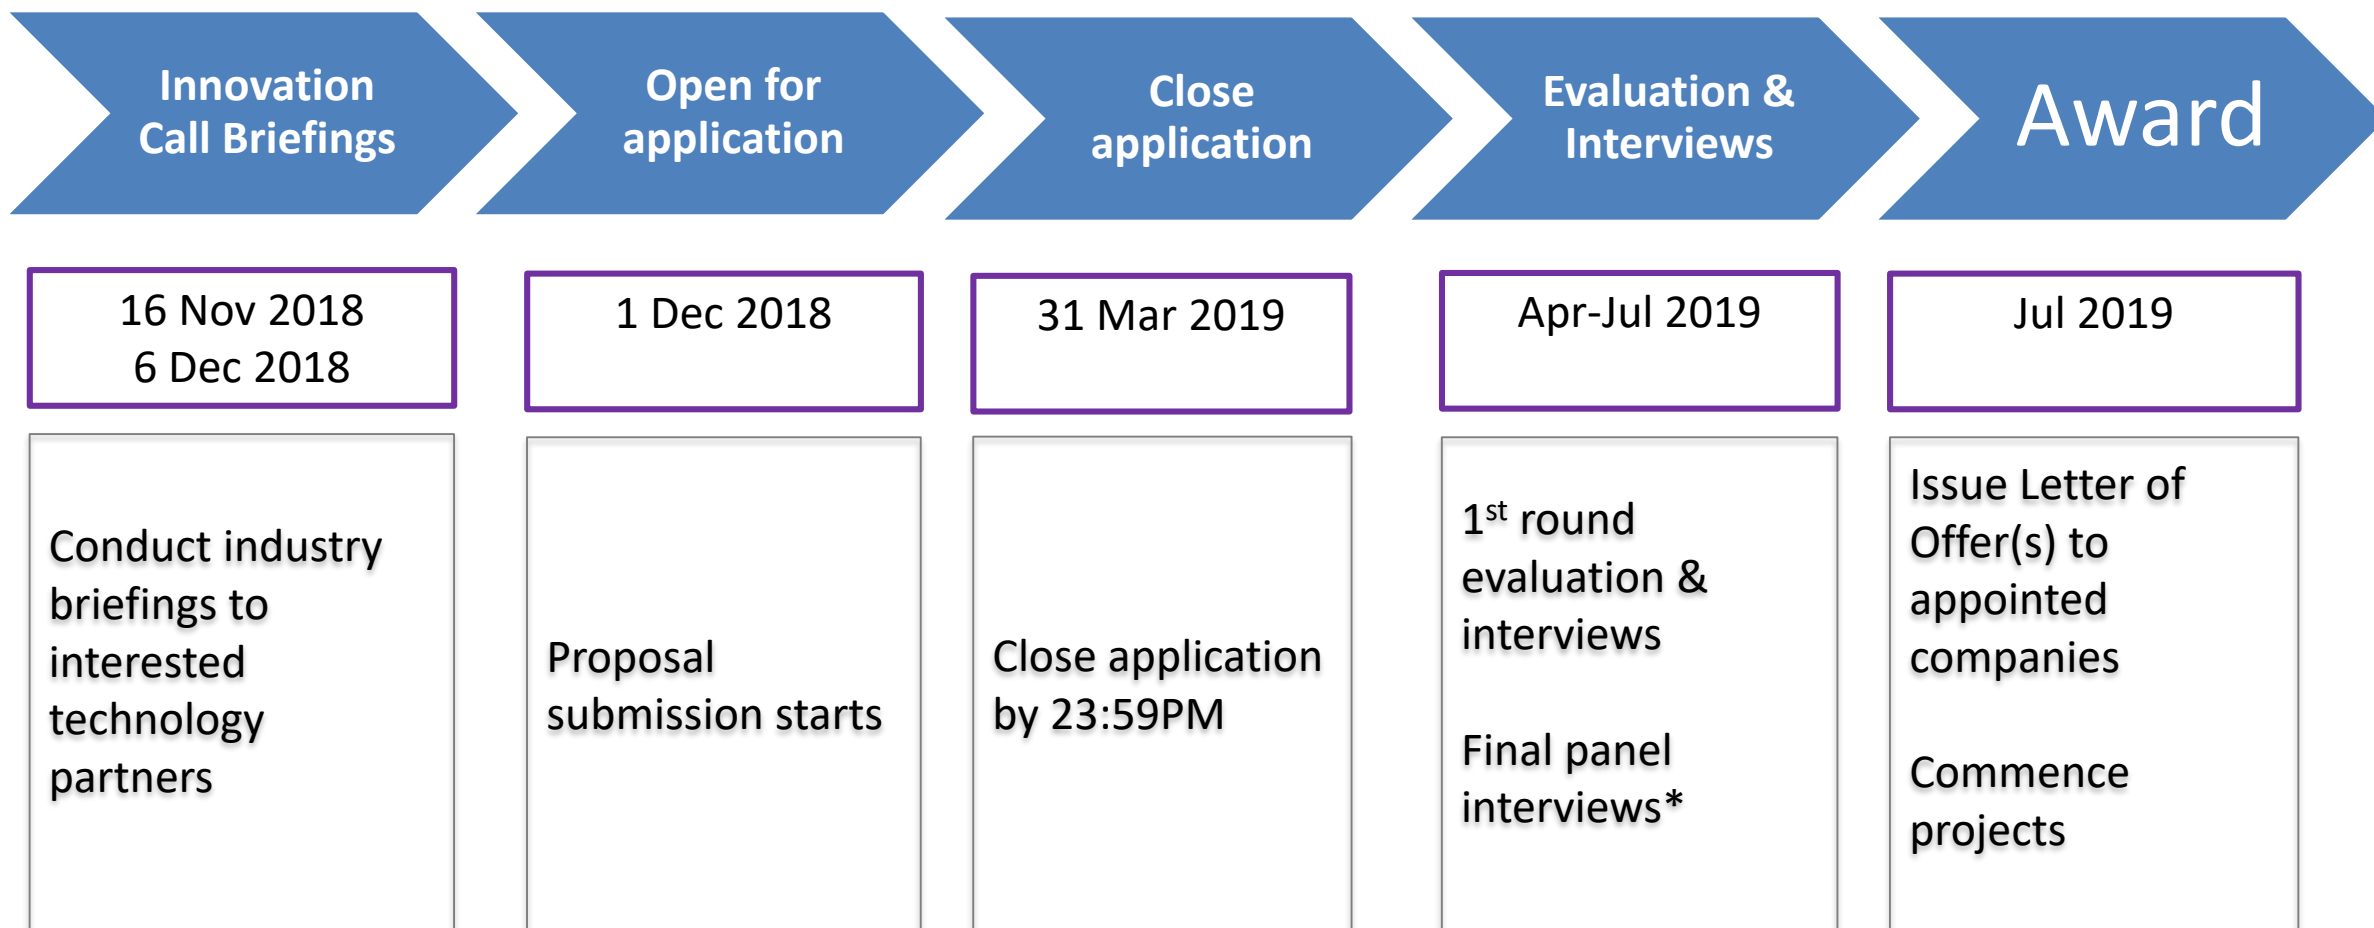 Innovation
Call Briefings
Open for
application
Close
application
Evaluation &
Interviews
Award
16 Nov 2018
6 Dec 2018
1 Dec 2018
31 Mar 2019
Apr-Jul 2019
Jul 2019
Conduct industry
briefings to
interested
technology
partners
Proposal
submission starts
Close application
by 23:59PM
1st round
evaluation &
interviews
Final panel
interviews*
Issue Letter of
Offer(s) to
appointed
companies
Commence
projects